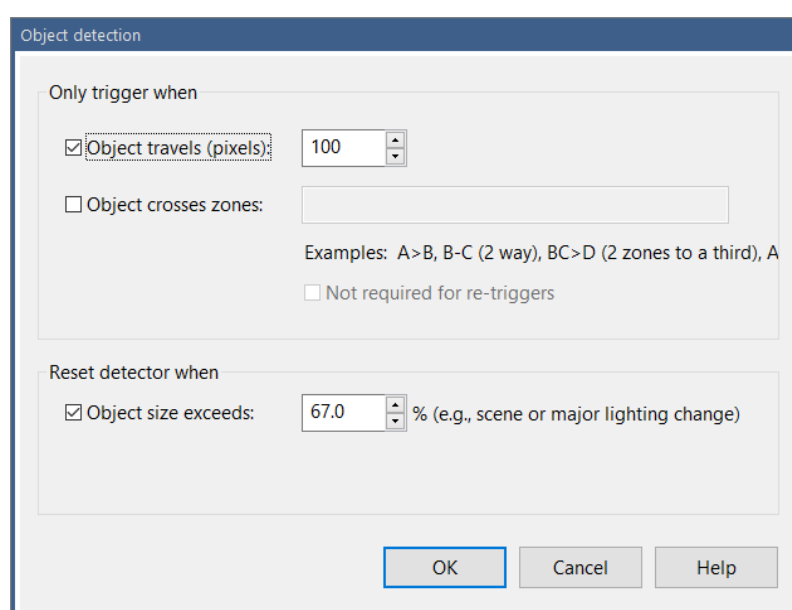 Object detection
Only trigger when
Object travels (pixels): 100
Object crosses zones:
Examples: A>B, B-C (2 way), BC>D (2 zones to a third), A
Not required for re-triggers
Reset detector when
Object size exceeds: 67.0 % (e.g., scene or major lighting change)
OK Cancel Help